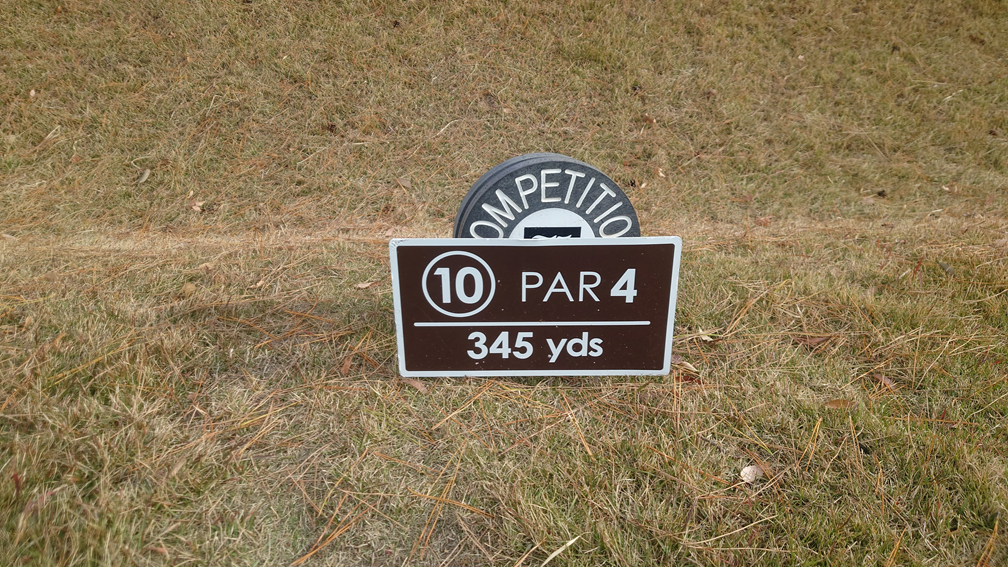 OMPETITIO
10 PAR 4
345 yds